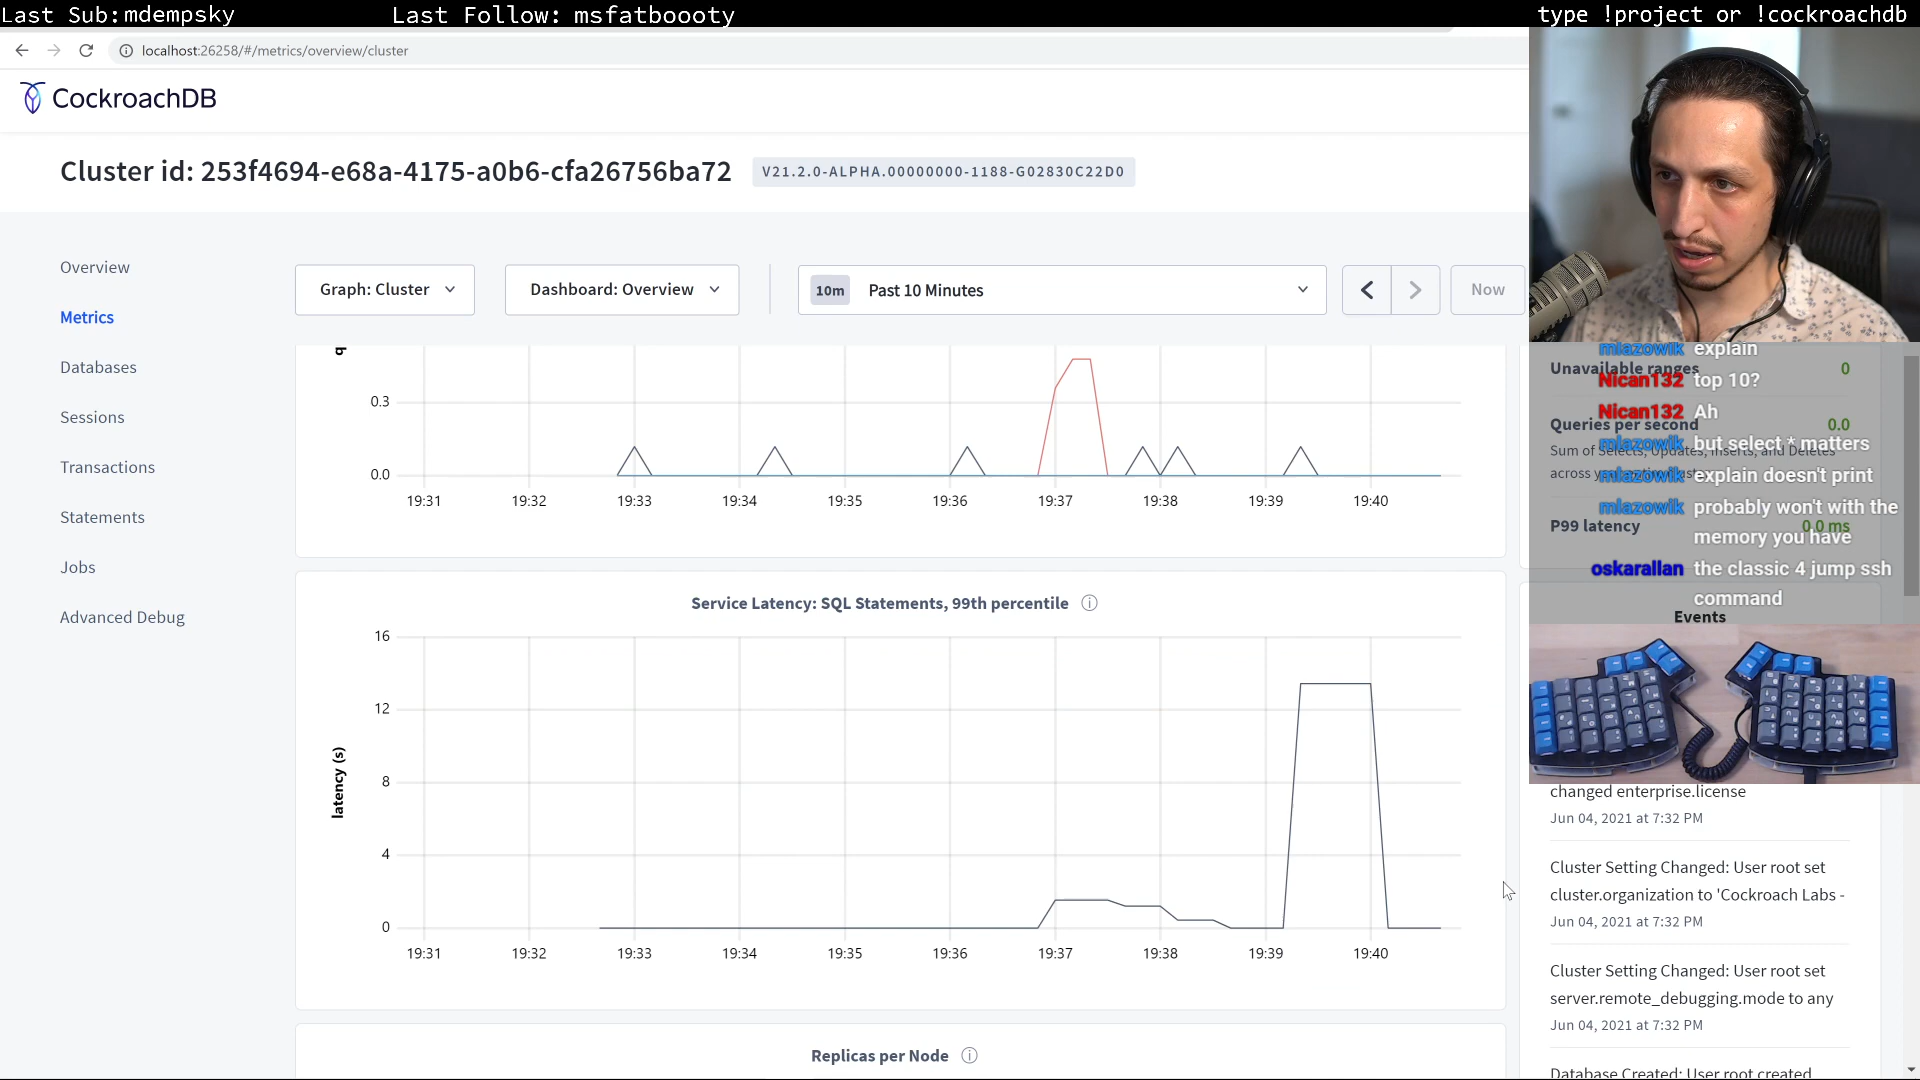 Last Sub:mdempsky
Last Follow: msfatboooty
type !project or !cockroachdb
localhost:26258/#/metrics/overview/cluster
CockroachDB
Cluster id: 253f4694-e68a-4175-a0b6-cfa26756ba72
V21.2.0-ALPHA.00000000-1188-G02830C22D0
Overview
Metrics
Databases
Sessions
Transactions
Statements
Jobs
Advanced Debug
Graph: Cluster
Dashboard: Overview
10m Past 10 Minutes
Now
0.3
0.0
19:31 19:32 19:33 19:34 19:35 19:36 19:37 19:38 19:39 19:40
Service Latency: SQL Statements, 99th percentile
latency (s)
16
12
8
4
0
19:31 19:32 19:33 19:34 19:35 19:36 19:37 19:38 19:39 19:40
Replicas per Node
mlazowik explain
Unavailable ranges 0
Nican132 top 10?
Nican132 Ah
Queries per second 0.0
mlazowik but select * matters
Sum of Selects, Updates, Inserts, and Deletes
mlazowik explain doesn't print
mlazowik probably won't with the
memory you have
P99 latency 0.0 ms
oskarallan the classic 4 jump ssh
command
Events
changed enterprise.license
Jun 04, 2021 at 7:32 PM
Cluster Setting Changed: User root set
cluster.organization to 'Cockroach Labs -
Jun 04, 2021 at 7:32 PM
Cluster Setting Changed: User root set
server.remote_debugging.mode to any
Jun 04, 2021 at 7:32 PM
Database Created: User root created